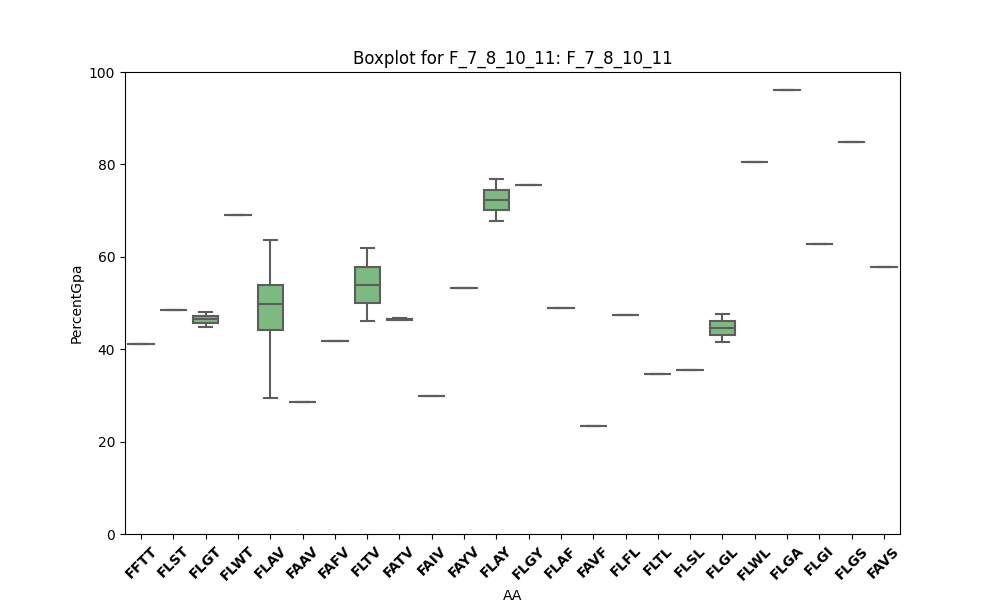 Boxplot for F_7_8_10_11: F_7_8_10_11
100
80
60
40
20
0
PercentGpa
FFTT FLST FLGT FLWT FLAV FAAV FAFV FLTV FATV FAIV FAYV FLAY FLGY FLAF FAVF FLFL FLTL FLSL FLGL FLWL FLGA FLGI FLGS FAVS
AA